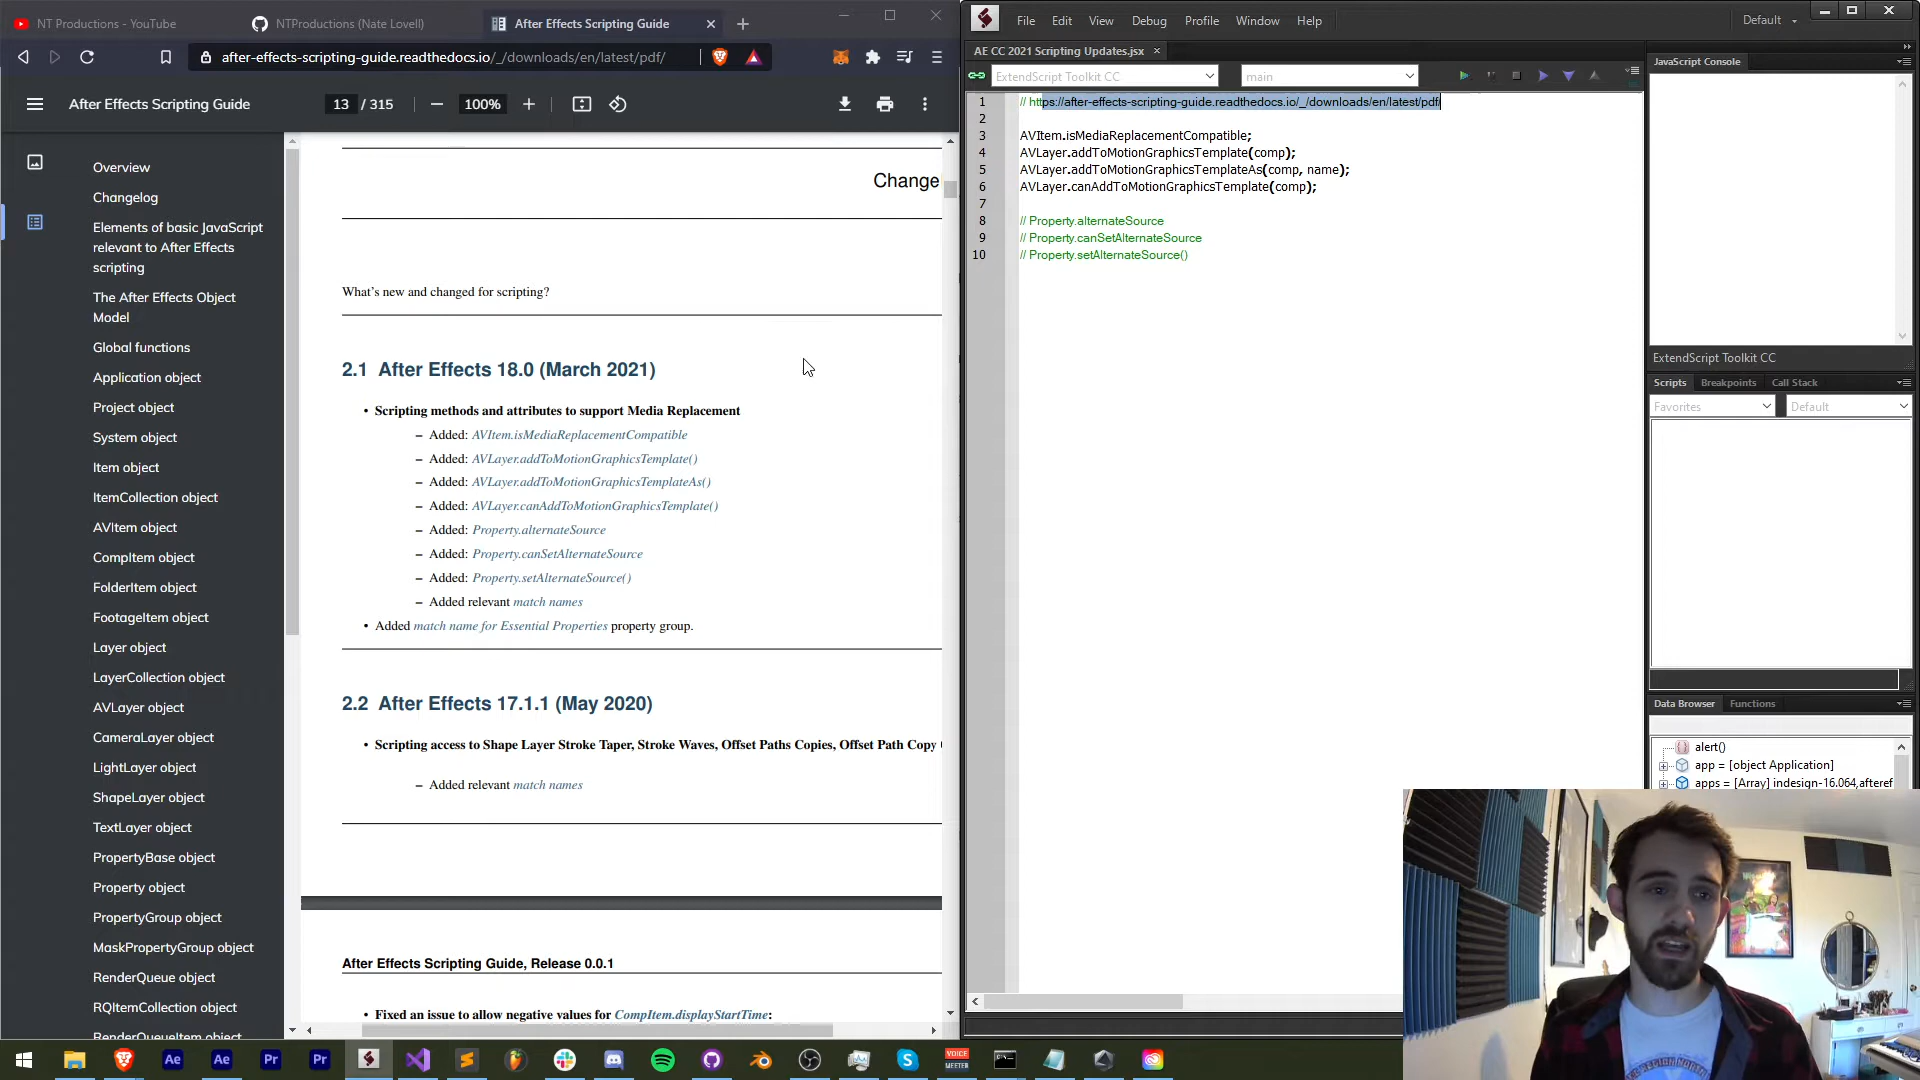 NT Productions - YouTube
NTProductions (Nate Lovell)
After Effects Scripting Guide
after-effects-scripting-guide.readthedocs.io/_/downloads/en/latest/pdf/
After Effects Scripting Guide
13 / 315
100%
Overview
Changelog
Elements of basic JavaScript
relevant to After Effects
scripting
The After Effects Object
Model
Global functions
Application object
Project object
System object
Item object
ItemCollection object
AVItem object
CompItem object
FolderItem object
FootageItem object
Layer object
LayerCollection object
AVLayer object
CameraLayer object
LightLayer object
ShapeLayer object
TextLayer object
PropertyBase object
Property object
PropertyGroup object
MaskPropertyGroup object
RenderQueue object
RQItemCollection object
RenderQueueItem object
Change
What's new and changed for scripting?
2.1 After Effects 18.0 (March 2021)
• Scripting methods and attributes to support Media Replacement
– Added: AVItem.isMediaReplacementCompatible
– Added: AVLayer.addToMotionGraphicsTemplate()
– Added: AVLayer.addToMotionGraphicsTemplateAs()
– Added: AVLayer.canAddToMotionGraphicsTemplate()
– Added: Property.alternateSource
– Added: Property.canSetAlternateSource
– Added: Property.setAlternateSource()
– Added relevant match names
• Added match name for Essential Properties property group.
2.2 After Effects 17.1.1 (May 2020)
• Scripting access to Shape Layer Stroke Taper, Stroke Waves, Offset Paths Copies, Offset Path Copy
– Added relevant match names
After Effects Scripting Guide, Release 0.0.1
• Fixed an issue to allow negative values for CompItem.displayStartTime:
File Edit View Debug Profile Window Help
Default
AE CC 2021 Scripting Updates.jsx
ExtendScript Toolkit CC
main
1 // https://after-effects-scripting-guide.readthedocs.io/_/downloads/en/latest/pdf/
2
3 AVItem.isMediaReplacementCompatible;
4 AVLayer.addToMotionGraphicsTemplate(comp);
5 AVLayer.addToMotionGraphicsTemplateAs(comp, name);
6 AVLayer.canAddToMotionGraphicsTemplate(comp);
7
8 // Property.alternateSource
9 // Property.canSetAlternateSource
10 // Property.setAlternateSource()
JavaScript Console
ExtendScript Toolkit CC
Scripts Breakpoints Call Stack
Favorites
Default
Data Browser Functions
alert()
app = [object Application]
apps = [Array] indesign-16.064,afteref
Ae
Ae
Pr
Pr
VOICE
MEETER